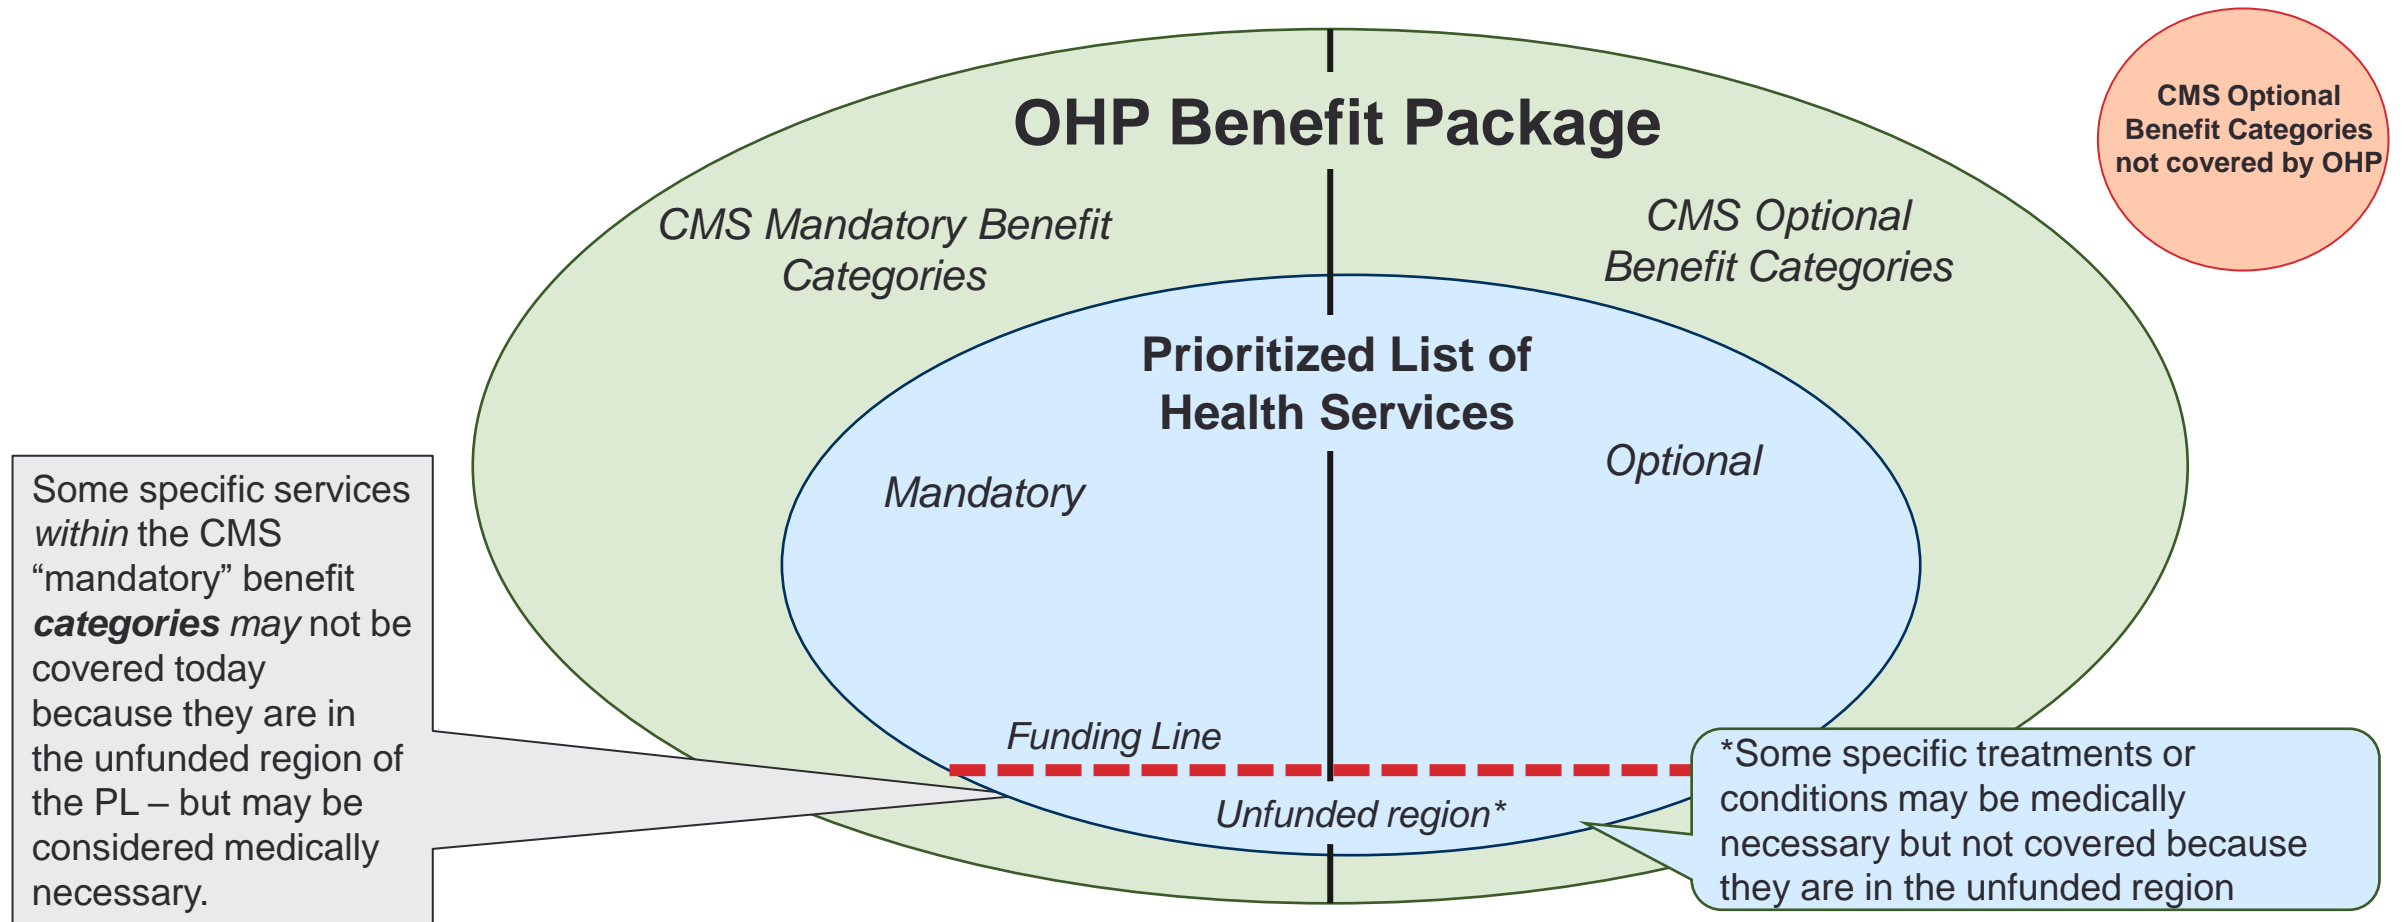 OHP Benefit Package
CMS Mandatory Benefit
Categories
CMS Optional
Benefit Categories
CMS Optional
Benefit Categories
not covered by OHP
Prioritized List of
Health Services
Mandatory
Optional
Some specific services
within the CMS
“mandatory” benefit
categories may not be
covered today
because they are in
the unfunded region of
the PL – but may be
considered medically
necessary.
Funding Line
Unfunded region*
*Some specific treatments or
conditions may be medically
necessary but not covered because
they are in the unfunded region